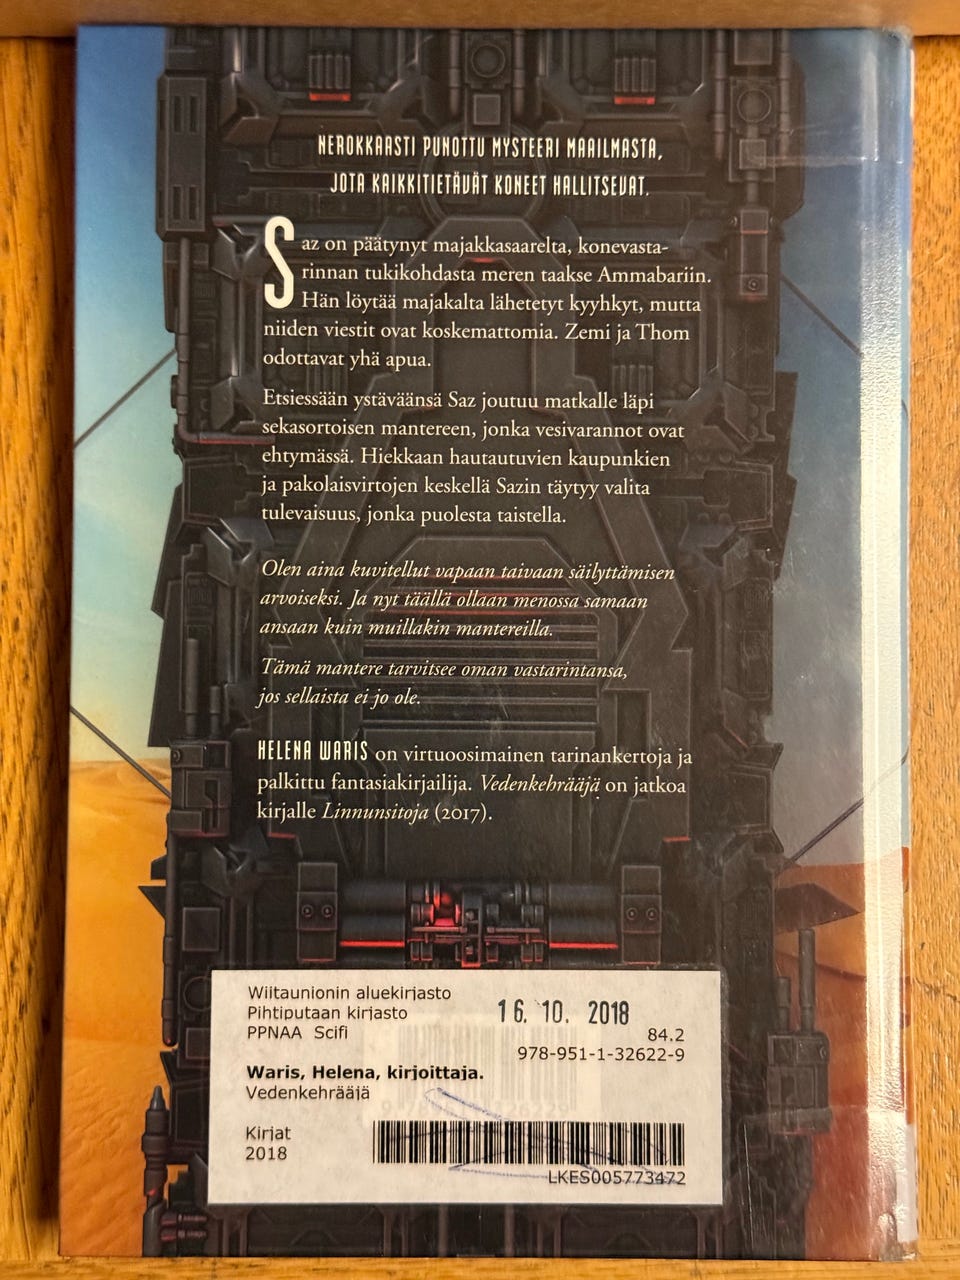 NEROKKAASTI PUNOTTU MYSTEERI MAAILMASTA,
JOTA KAIKKITIETÄVÄT KONEET HALLITSEVAT.
Saz on päätynyt majakkasaarelta, konevasta-
rinnan tukikohdasta meren taakse Ammabariin.
Hän löytää majakalta lähetetyt kyyhkyt, mutta
niiden viestit ovat koskemattomia. Zemi ja Thom
odottavat yhä apua.
Etsiessään ystäväänsä Saz joutuu matkalle läpi
sekasortoisen mantereen, jonka vesivarannot ovat
ehtymässä. Hiekkaan hautautuvien kaupunkien
ja pakolaisvirtojen keskellä Sazin täytyy valita
tulevaisuus, jonka puolesta taistella.
Olen aina kuvitellut vapaan taivaan säilyttämisen
arvoiseksi. Ja nyt täällä ollaan menossa samaan
ansaan kuin muillakin mantereilla.
Tämä mantere tarvitsee oman vastarintansa,
jos sellaista ei jo ole.
HELENA WARIS on virtuoosimainen tarinankertoja ja
palkittu fantasiakirjailija. Vedenkehrääjä on jatkoa
kirjalle Linnunsitoja (2017).
Wiitaunionin aluekirjasto
Pihtiputaan kirjasto 16. 10. 2018
PPNAA Scifi 84.2
978-951-1-32622-9
Waris, Helena, kirjoittaja.
Vedenkehrääjä
Kirjat
2018
LKES005773472